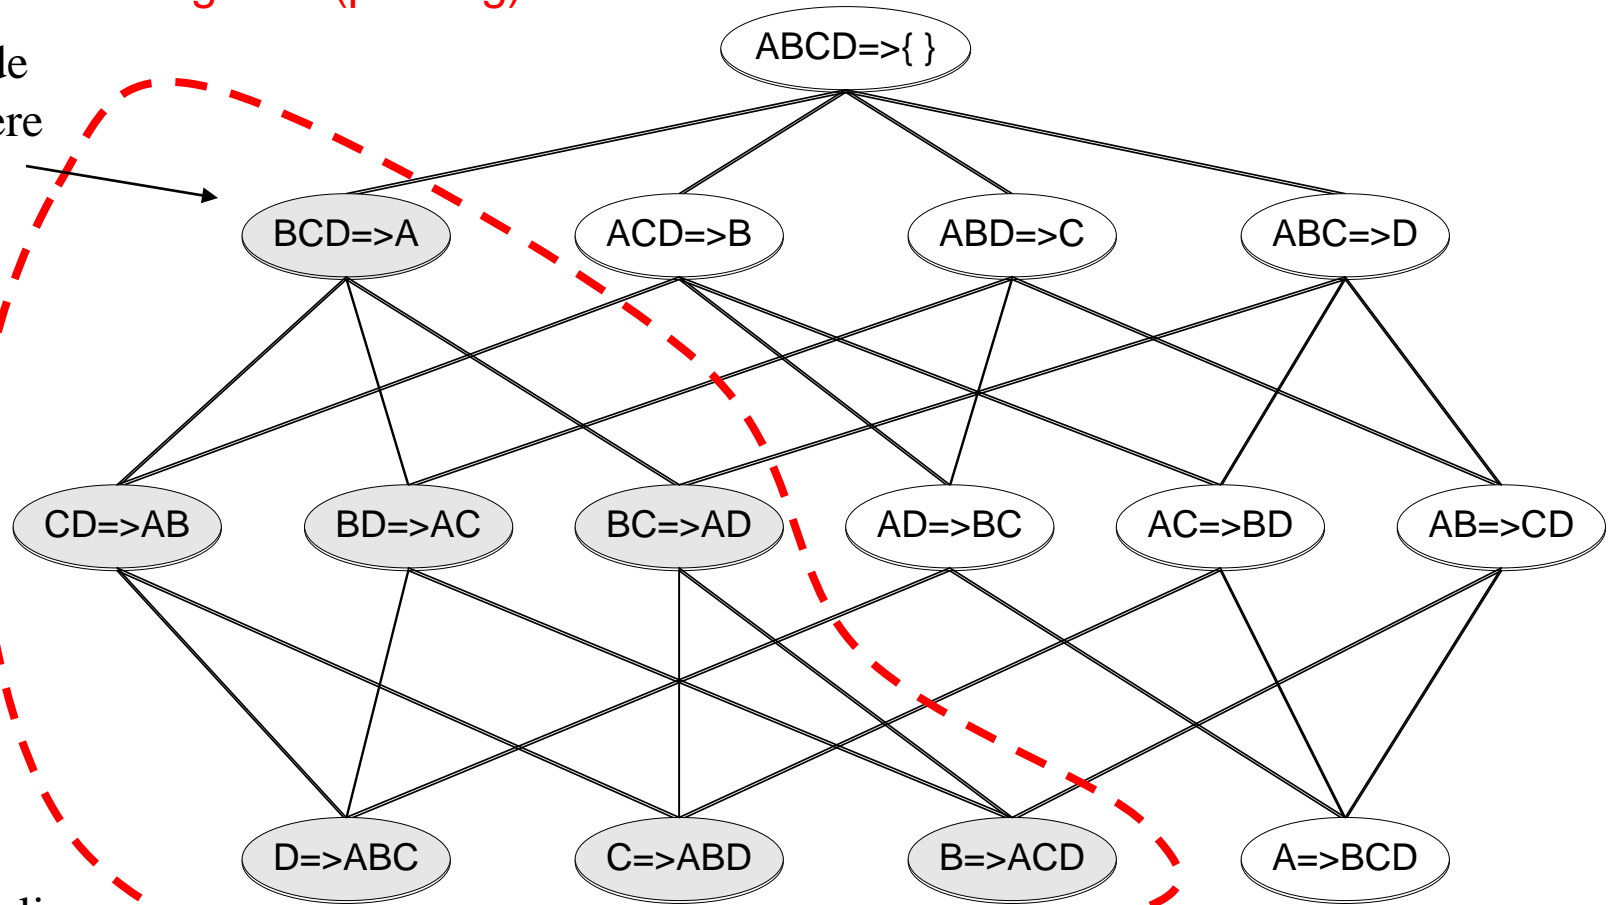 ABCD=>{ }
BCD=>A ACD=>B ABD=>C ABC=>D
CD=>AB BD=>AC BC=>AD AD=>BC AC=>BD AB=>CD
D=>ABC C=>ABD B=>ACD A=>BCD